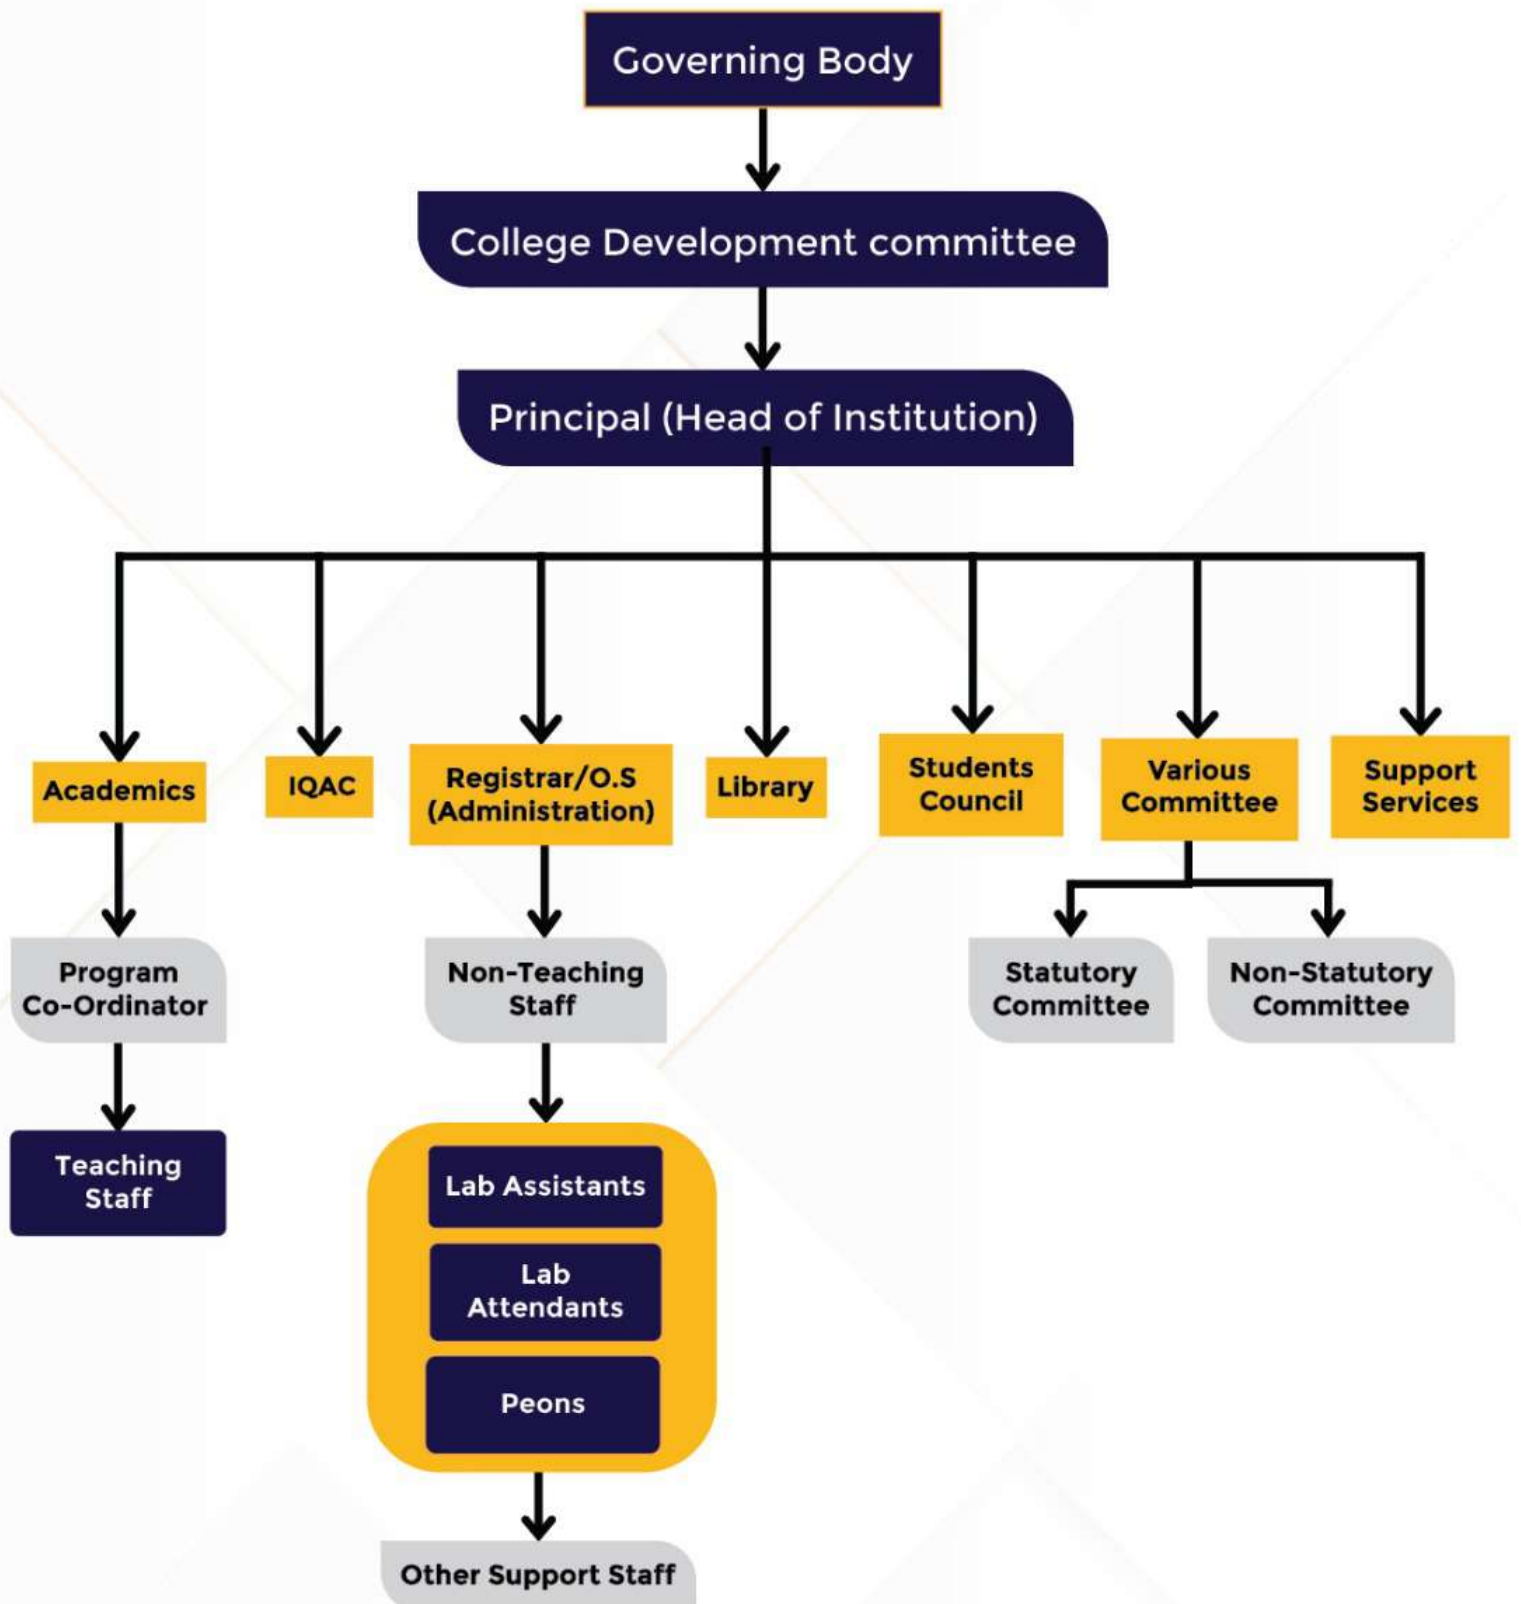 Governing Body
College Development committee
Principal (Head of Institution)
Academics
IQAC
Registrar/O.S
(Administration)
Library
Students
Council
Various
Committee
Support
Services
Program
Co-Ordinator
Non-Teaching
Staff
Statutory
Committee
Non-Statutory
Committee
Teaching
Staff
Lab Assistants
Lab
Attendants
Peons
Other Support Staff